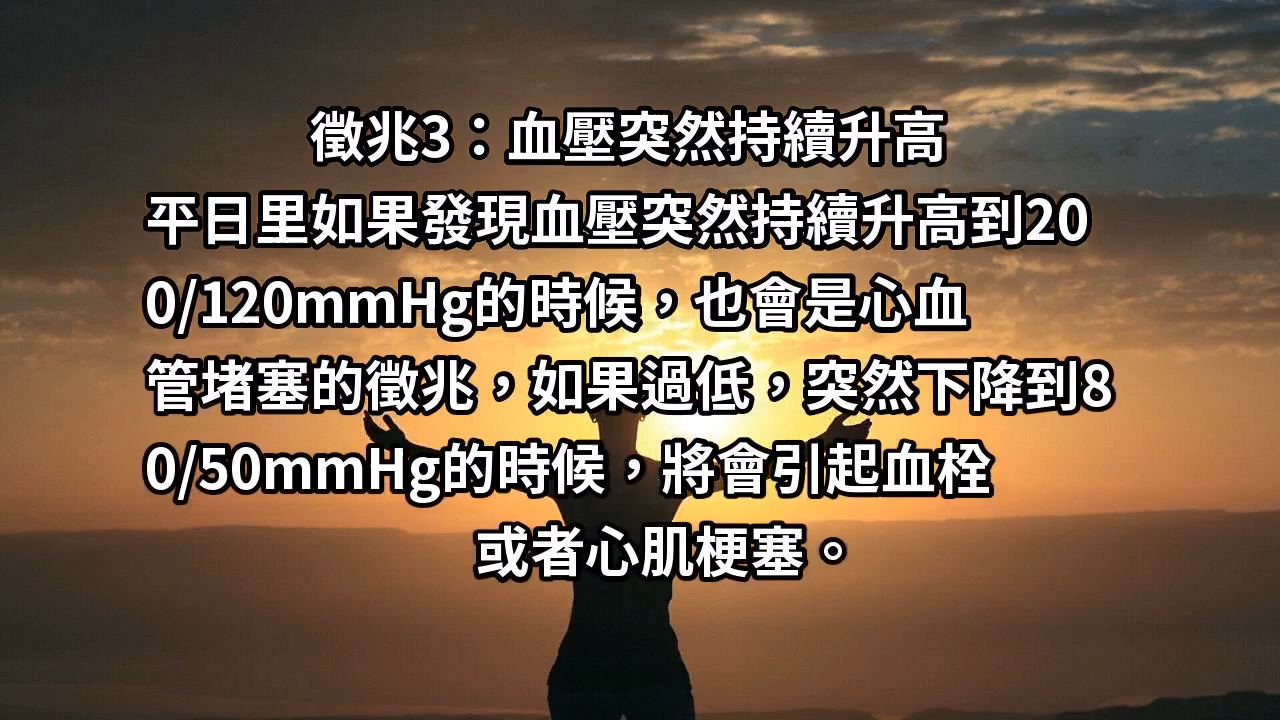 徵兆3：血壓突然持續升高
平日里如果發現血壓突然持續升高到20
0/120mmHg的時候，也會是心血
管堵塞的徵兆，如果過低，突然下降到8
0/50mmHg的時候，將會引起血栓
或者心肌梗塞。